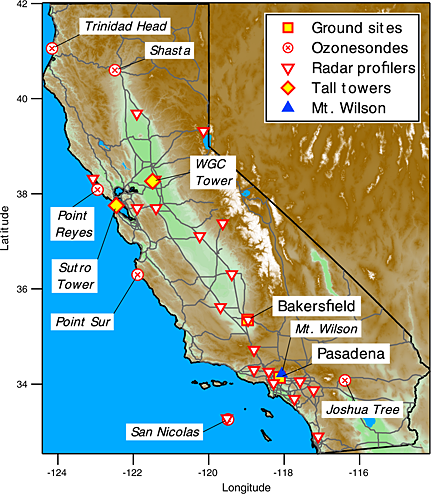 42
40
38
36
34
Latitude
-124
-122
-120
-118
-116
Longitude
Ground sites
Ozonesondes
Radar profilers
Tall towers
Mt. Wilson
Trinidad Head
Shasta
WGC
Tower
Point
Reyes
Sutro
Tower
Point Sur
Bakersfield
Mt. Wilson
Pasadena
Joshua Tree
San Nicolas